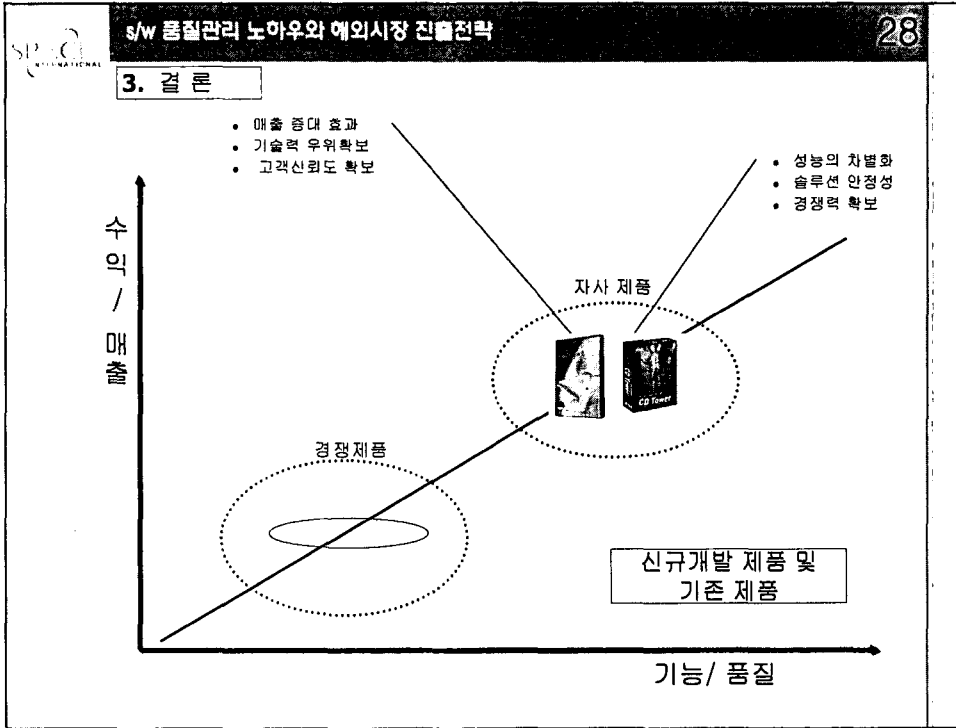 s/w 품질관리 노하우와 해외시장 진출전략
28
SPACE
INTERNATIONAL
3. 결 론
• 매출 증대 효과
• 기술력 우위확보
• 고객신뢰도 확보
• 성능의 차별화
• 솔루션 안정성
• 경쟁력 확보
수익 / 매출
자사 제품
CD Tower
경쟁제품
신규개발 제품 및
기존 제품
기능/ 품질